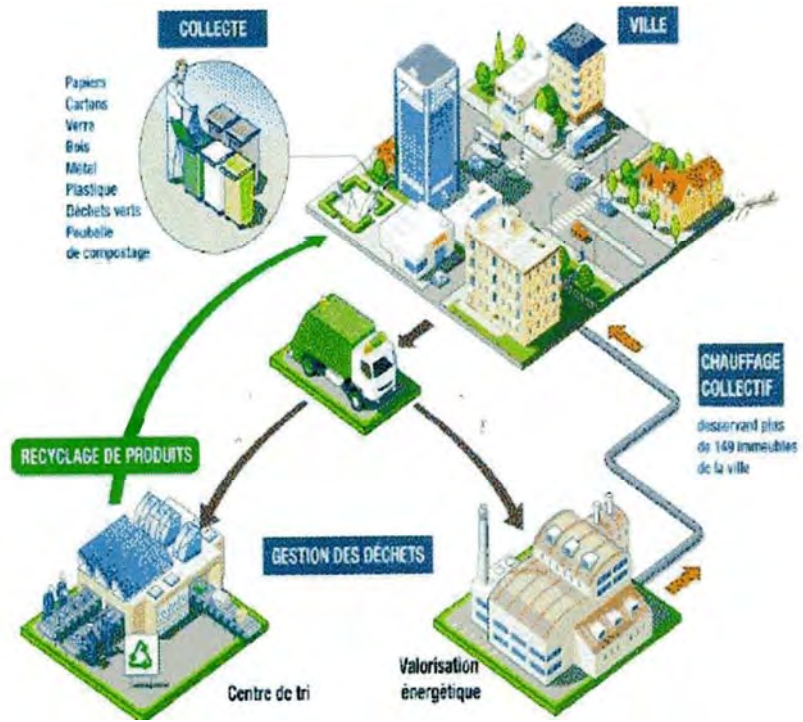 COLLECTE
VILLE
Papiers
Cartons
Verre
Bois
Métal
Plastique
Déchets verts
Poubelle
de compostage
CHAUFFAGE
COLLECTIF
desservant plus
de 149 immeubles
de la ville
RECYCLAGE DE PRODUITS
GESTION DES DÉCHETS
Centre de tri
Valorisation
énergétique